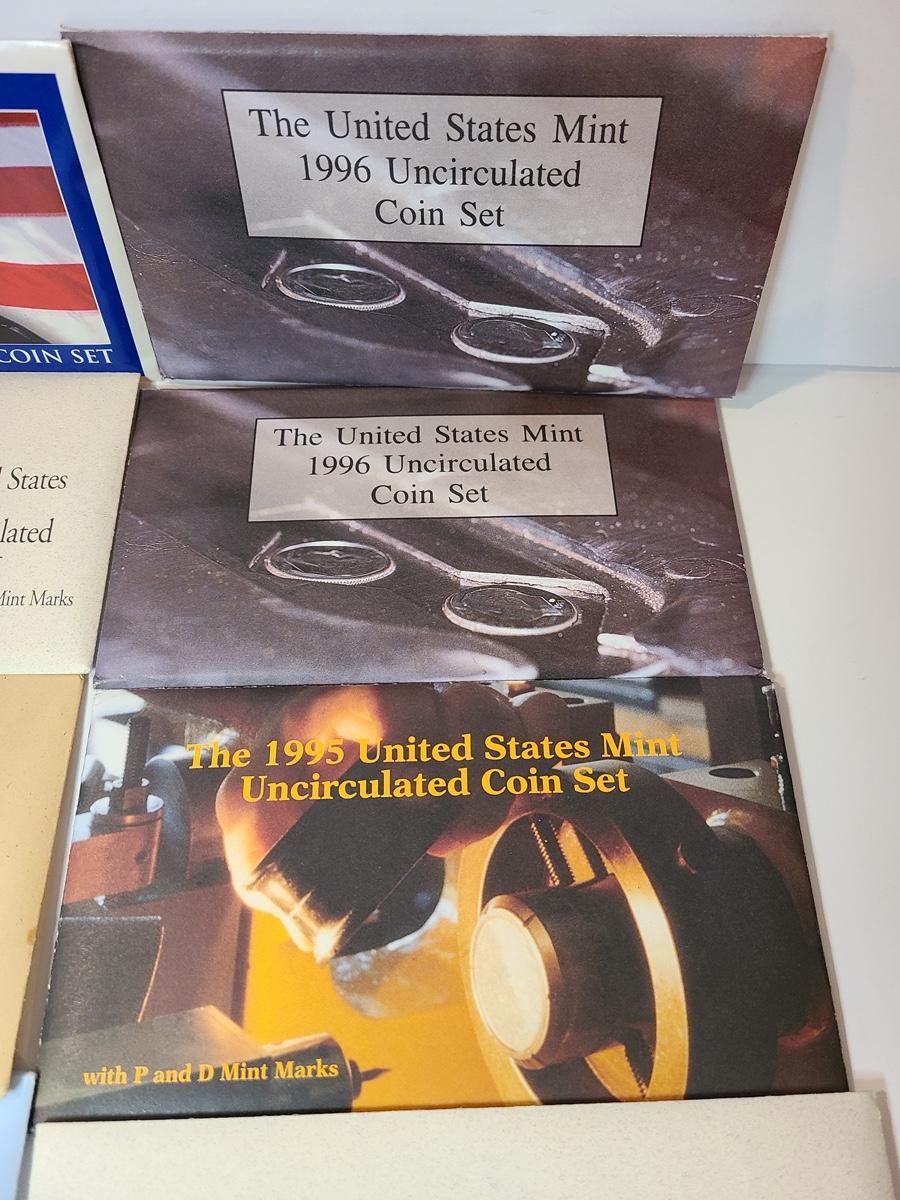 The United States Mint
1996 Uncirculated
Coin Set
COIN SET
The United States Mint
1996 Uncirculated
Coin Set
States
Mint Marks
The 1995 United States Mint
Uncirculated Coin Set
with P and D Mint Marks